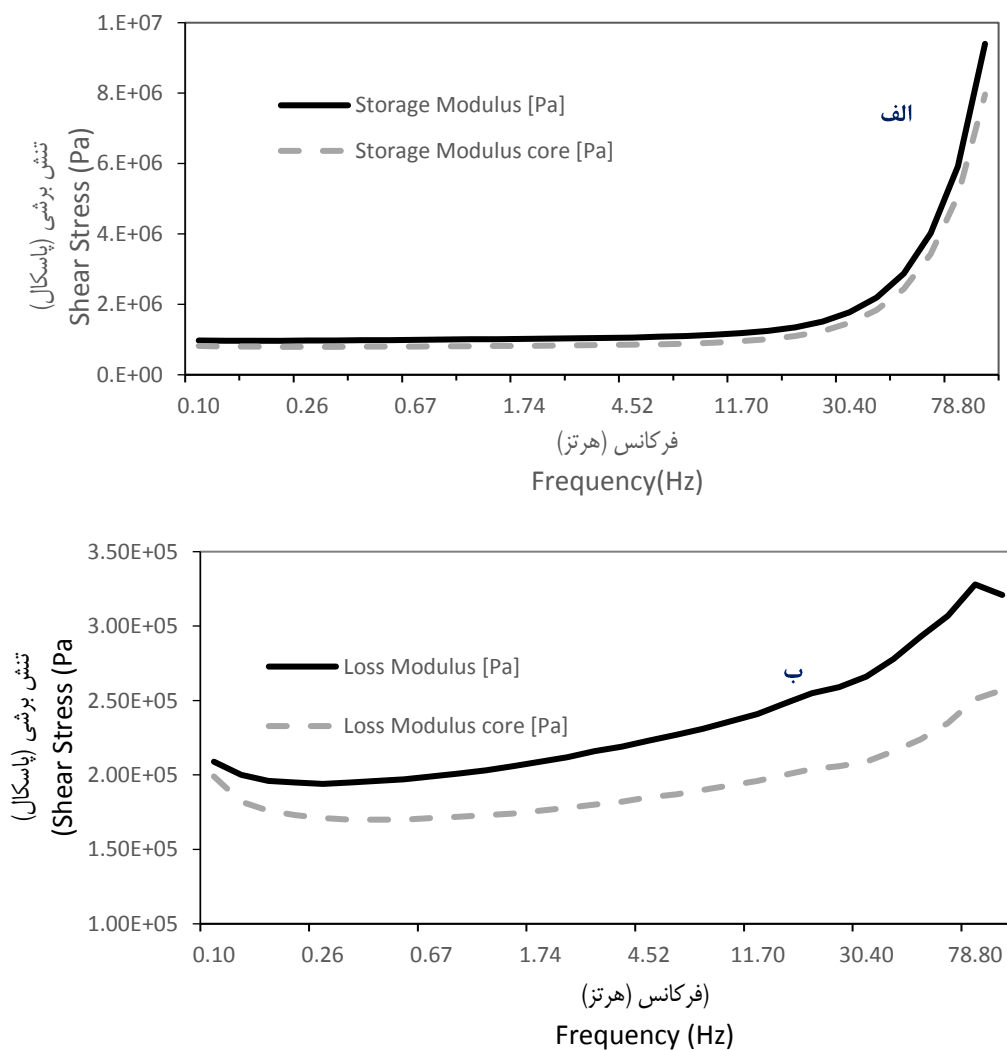 1.E+07
8.E+06
6.E+06
4.E+06
2.E+06
0.E+00
تنش برشی (پاسکال)
Shear Stress (Pa)
Storage Modulus [Pa]
Storage Modulus core [Pa]
الف
0.10 0.26 0.67 1.74 4.52 11.70 30.40 78.80
فرکانس (هرتز)
Frequency(Hz)
3.50E+05
3.00E+05
2.50E+05
2.00E+05
1.50E+05
1.00E+05
تنش برشی (پاسکال)
(Shear Stress (Pa
Loss Modulus [Pa]
Loss Modulus core [Pa]
ب
0.10 0.26 0.67 1.74 4.52 11.70 30.40 78.80
(فرکانس (هرتز)
Frequency (Hz)